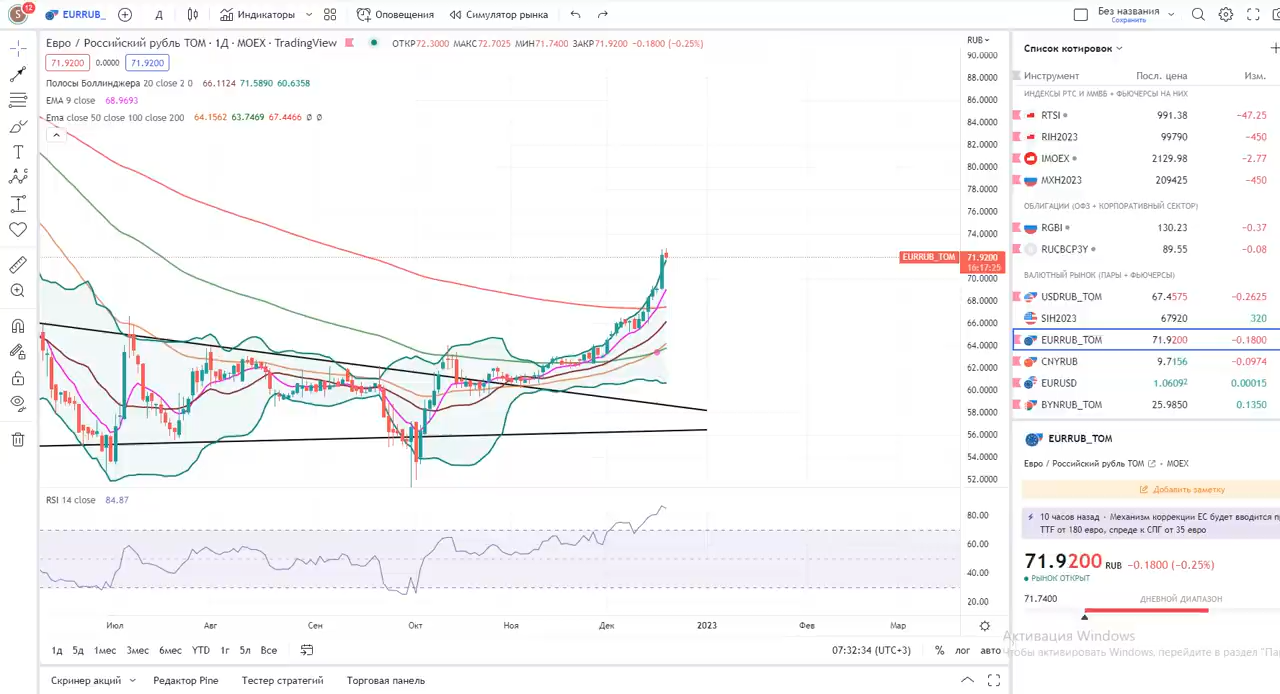 S 12 EURRUB_ Д Индикаторы Оповещения Симулятор рынка Без названия
Сохранить
Евро / Российский рубль ТОМ · 1Д · MOEX · TradingView ОТКР72.3000 МАКС72.7025 МИН71.7400 ЗАКР71.9200 −0.1800 (−0.25%)
71.9200 0.0000 71.9200
Полосы Боллинджера 20 close 2 0 66.1124 71.5890 60.6358
EMA 9 close 68.9693
Ema close 50 close 100 close 200 64.1562 63.7469 67.4466 ∅ ∅
RUB
90.0000
88.0000
86.0000
84.0000
82.0000
80.0000
78.0000
76.0000
74.0000
EURRUB_TOM 71.9200
16:17:25
70.0000
68.0000
66.0000
64.0000
62.0000
60.0000
58.0000
56.0000
54.0000
52.0000
RSI 14 close 84.87
80.00
60.00
40.00
20.00
Июл Авг Сен Окт Ноя Дек 2023 Фев Мар
1д 5д 1мес 3мес 6мес YTD 1г 5л Все 07:32:34 (UTC+3) % лог авто
Скринер акций Редактор Pine Тестер стратегий Торговая панель
Список котировок
Инструмент Посл. цена Изм.
ИНДЕКСЫ РТС И ММВБ + ФЬЮЧЕРСЫ НА НИХ
RTSI 991.38 −47.25
RIH2023 99790 −450
IMOEX 2129.98 −2.77
MXH2023 209425 −450
ОБЛИГАЦИИ (ОФЗ + КОРПОРАТИВНЫЙ СЕКТОР)
RGBI 130.23 −0.37
RUCBCP3Y 89.55 −0.08
ВАЛЮТНЫЙ РЫНОК (ПАРЫ + ФЬЮЧЕРСЫ)
USDRUB_TOM 67.4575 −0.2625
SIH2023 67920 320
EURRUB_TOM 71.9200 −0.1800
CNYRUB 9.7156 −0.0974
EURUSD 1.06092 0.00015
BYNRUB_TOM 25.9850 0.1350
EURRUB_TOM
Евро / Российский рубль ТОМ · MOEX
Добавить заметку
10 часов назад · Механизм коррекции ЕС будет вводится п
TTF от 180 евро, спреде к СПГ от 35 евро
71.9200 RUB −0.1800 (−0.25%)
РЫНОК ОТКРЫТ
71.7400 ДНЕВНОЙ ДИАПАЗОН
Активация Windows
Чтобы активировать Windows, перейдите в раздел "Па